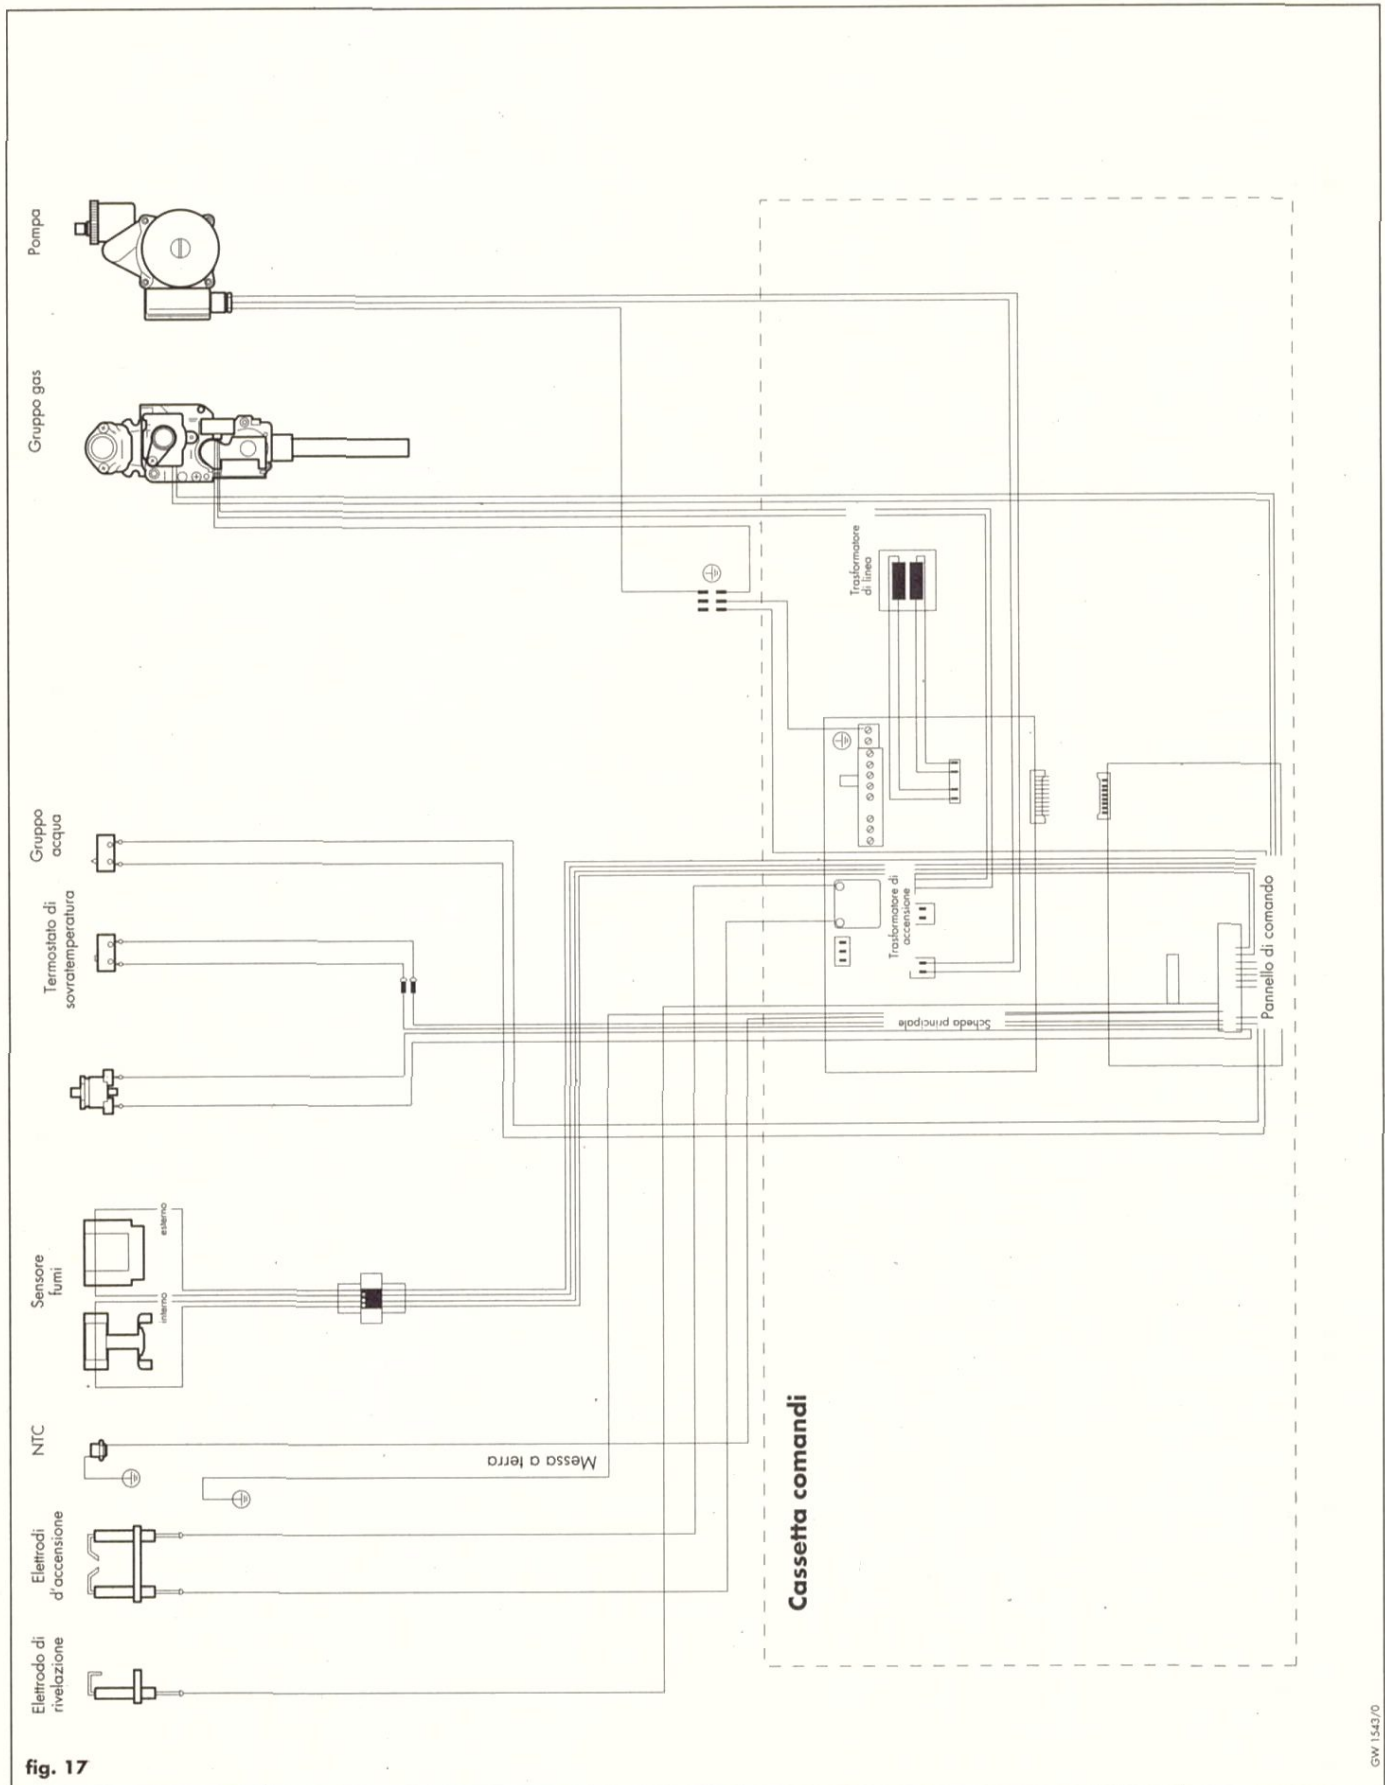 Pompa
Gruppo gas
Gruppo
acqua
Termostato di
sovratemperatura
Sensore
fumi
esterno
interno
NTC
Elettrodi
d'accensione
Elettrodo di
rivelazione
Messa a terra
Trasformatore
di linea
Trasformatore di
accensione
Scheda principale
Pannello di comando
Cassetta comandi
fig. 17
GW 1543/0